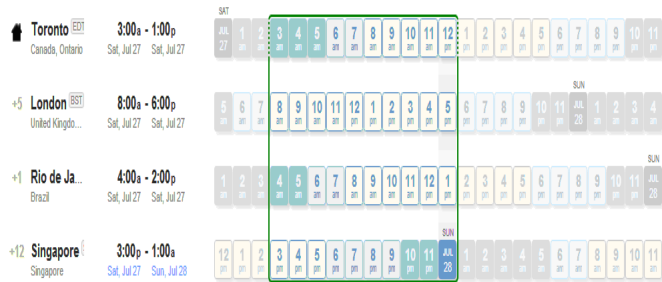 SAT
Toronto EDT 3:00a - 1:00p JUL 27 1 am 2 am 3 am 4 am 5 am 6 am 7 am 8 am 9 am 10 am 11 am 12 pm 1 pm 2 pm 3 pm 4 pm 5 pm 6 pm 7 pm 8 pm 9 pm 10 pm 11 pm
Canada, Ontario Sat, Jul 27 Sat, Jul 27
SUN
+5 London BST 8:00a - 6:00p 5 am 6 am 7 am 8 am 9 am 10 am 11 am 12 pm 1 pm 2 pm 3 pm 4 pm 5 pm 6 pm 7 pm 8 pm 9 pm 10 pm 11 pm JUL 28 1 am 2 am 3 am 4 am
United Kingdo... Sat, Jul 27 Sat, Jul 27
SUN
+1 Rio de Ja... 4:00a - 2:00p 1 am 2 am 3 am 4 am 5 am 6 am 7 am 8 am 9 am 10 am 11 am 12 pm 1 pm 2 pm 3 pm 4 pm 5 pm 6 pm 7 pm 8 pm 9 pm 10 pm 11 pm JUL 28
Brazil Sat, Jul 27 Sat, Jul 27
SUN
+12 Singapore 3:00p - 1:00a 12 pm 1 pm 2 pm 3 pm 4 pm 5 pm 6 pm 7 pm 8 pm 9 pm 10 pm 11 pm JUL 28 1 am 2 am 3 am 4 am 5 am 6 am 7 am 8 am 9 am 10 am 11 am
Singapore Sat, Jul 27 Sun, Jul 28